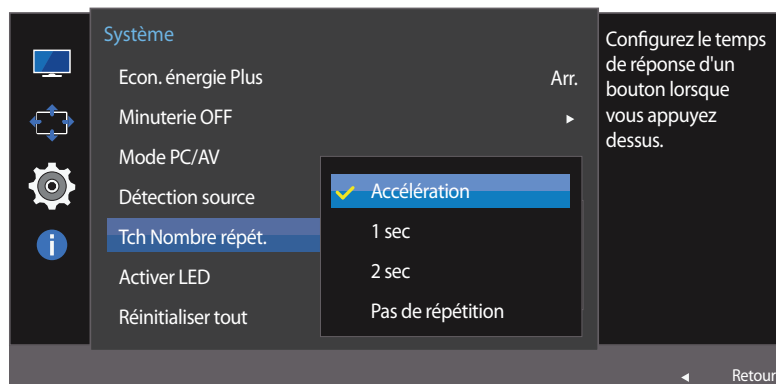 Système
Econ. énergie Plus
Arr.
Minuterie OFF
Mode PC/AV
Détection source
Tch Nombre répét.
Activer LED
Réinitialiser tout
Accélération
1 sec
2 sec
Pas de répétition
Configurez le temps
de réponse d'un
bouton lorsque
vous appuyez
dessus.
Retour